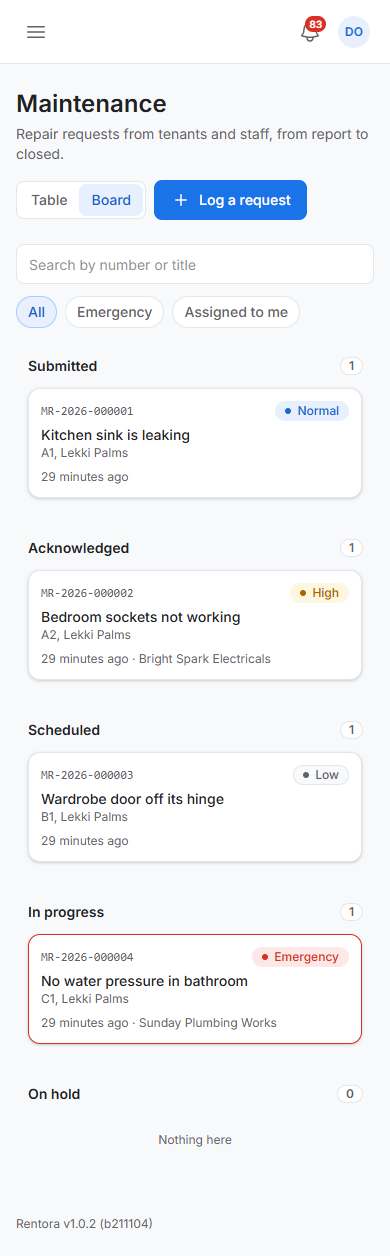 83
DO
Maintenance
Repair requests from tenants and staff, from report to
closed.
Table
Board
+ Log a request
Search by number or title
All
Emergency
Assigned to me
Submitted
1
MR-2026-000001
Normal
Kitchen sink is leaking
A1, Lekki Palms
29 minutes ago
Acknowledged
1
MR-2026-000002
High
Bedroom sockets not working
A2, Lekki Palms
29 minutes ago · Bright Spark Electricals
Scheduled
1
MR-2026-000003
Low
Wardrobe door off its hinge
B1, Lekki Palms
29 minutes ago
In progress
1
MR-2026-000004
Emergency
No water pressure in bathroom
C1, Lekki Palms
29 minutes ago · Sunday Plumbing Works
On hold
0
Nothing here
Rentora v1.0.2 (b211104)